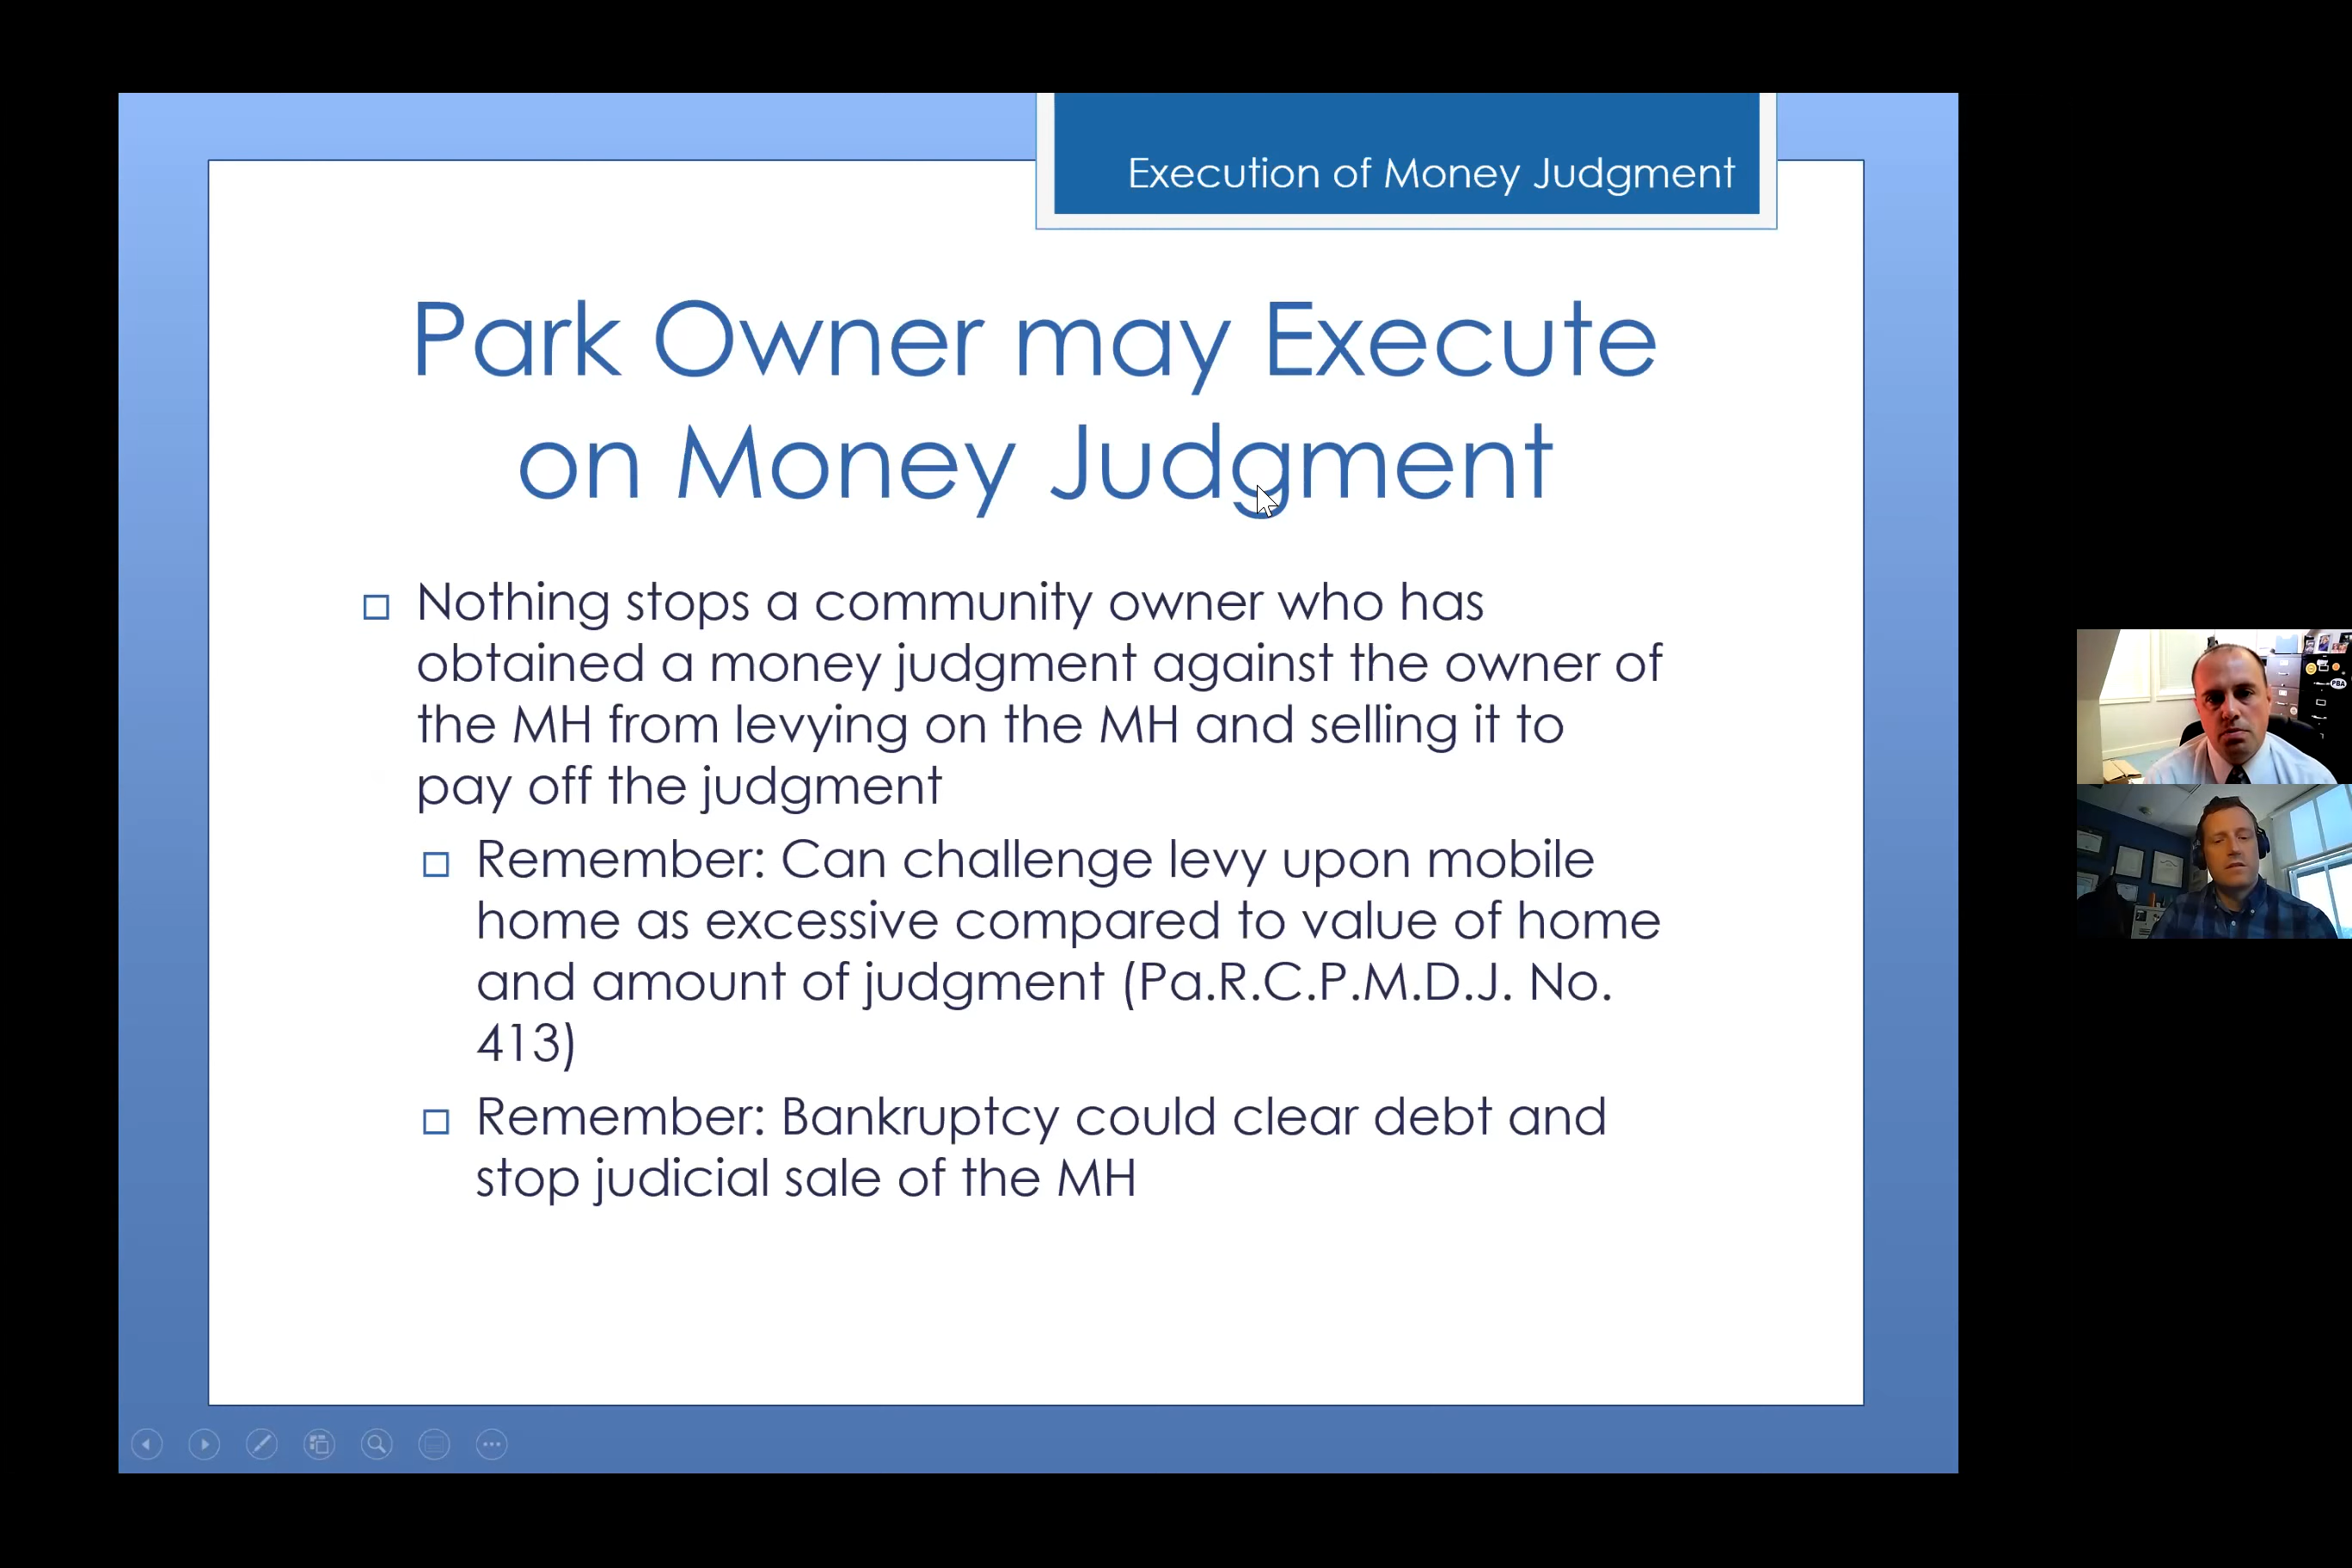 Execution of Money Judgment
Park Owner may Execute
on Money Judgment
Nothing stops a community owner who has
obtained a money judgment against the owner of
the MH from levying on the MH and selling it to
pay off the judgment
Remember: Can challenge levy upon mobile
home as excessive compared to value of home
and amount of judgment (Pa.R.C.P.M.D.J. No.
413)
Remember: Bankruptcy could clear debt and
stop judicial sale of the MH
PBA